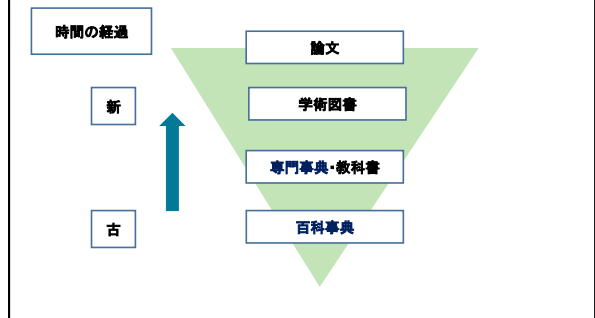 時間の経過
論文
新
学術図書
専門事典・教科書
古
百科事典